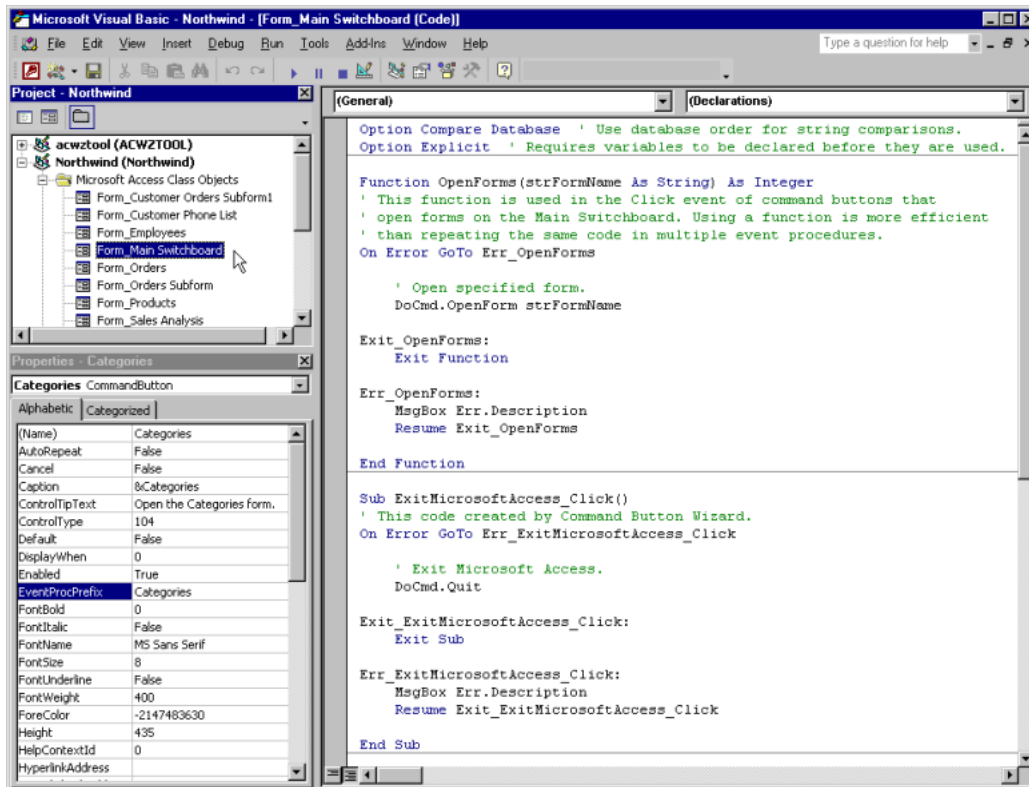 Microsoft Visual Basic - Northwind - [Form_Main Switchboard (Code)]
File Edit View Insert Debug Run Tools Add-Ins Window Help
Type a question for help
Project - Northwind
acwztool (ACWZTOOL)
Northwind (Northwind)
Microsoft Access Class Objects
Form_Customer Orders Subform1
Form_Customer Phone List
Form_Employees
Form_Main Switchboard
Form_Orders
Form_Orders Subform
Form_Products
Form_Sales Analysis
Properties - Categories
Categories CommandButton
Alphabetic Categorized
(Name) Categories
AutoRepeat False
Cancel False
Caption &Categories
ControlTipText Open the Categories form.
ControlType 104
Default False
DisplayWhen 0
Enabled True
EventProcPrefix Categories
FontBold 0
FontItalic False
FontName MS Sans Serif
FontSize 8
FontUnderline False
FontWeight 400
ForeColor -2147483630
Height 435
HelpContextId 0
HyperlinkAddress
(General) (Declarations)
Option Compare Database ' Use database order for string comparisons.
Option Explicit ' Requires variables to be declared before they are used.
Function OpenForms(strFormName As String) As Integer
' This function is used in the Click event of command buttons that
' open forms on the Main Switchboard. Using a function is more efficient
' than repeating the same code in multiple event procedures.
On Error GoTo Err_OpenForms
' Open specified form.
DoCmd.OpenForm strFormName
Exit_OpenForms:
Exit Function
Err_OpenForms:
MsgBox Err.Description
Resume Exit_OpenForms
End Function
Sub ExitMicrosoftAccess_Click()
' This code created by Command Button Wizard.
On Error GoTo Err_ExitMicrosoftAccess_Click
' Exit Microsoft Access.
DoCmd.Quit
Exit_ExitMicrosoftAccess_Click:
Exit Sub
Err_ExitMicrosoftAccess_Click:
MsgBox Err.Description
Resume Exit_ExitMicrosoftAccess_Click
End Sub